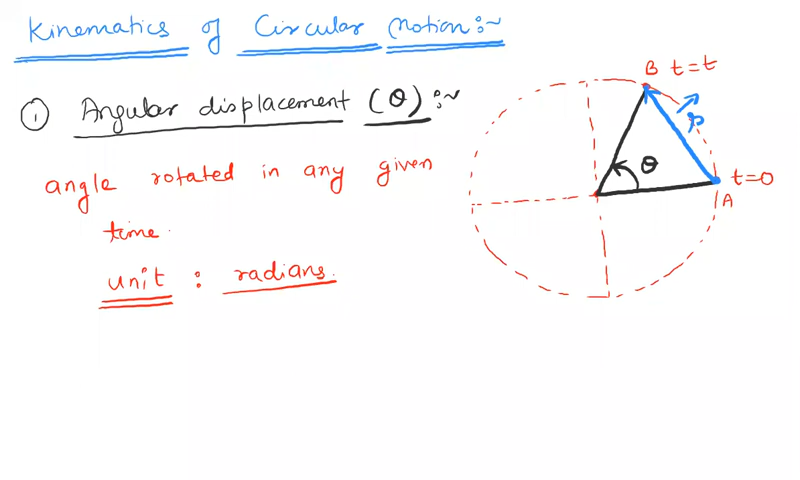 Kinematics of Circular Motion:~
① Angular displacement (θ):~
angle rotated in any given
time.
unit : radians.
B t=t
θ
t=0
A